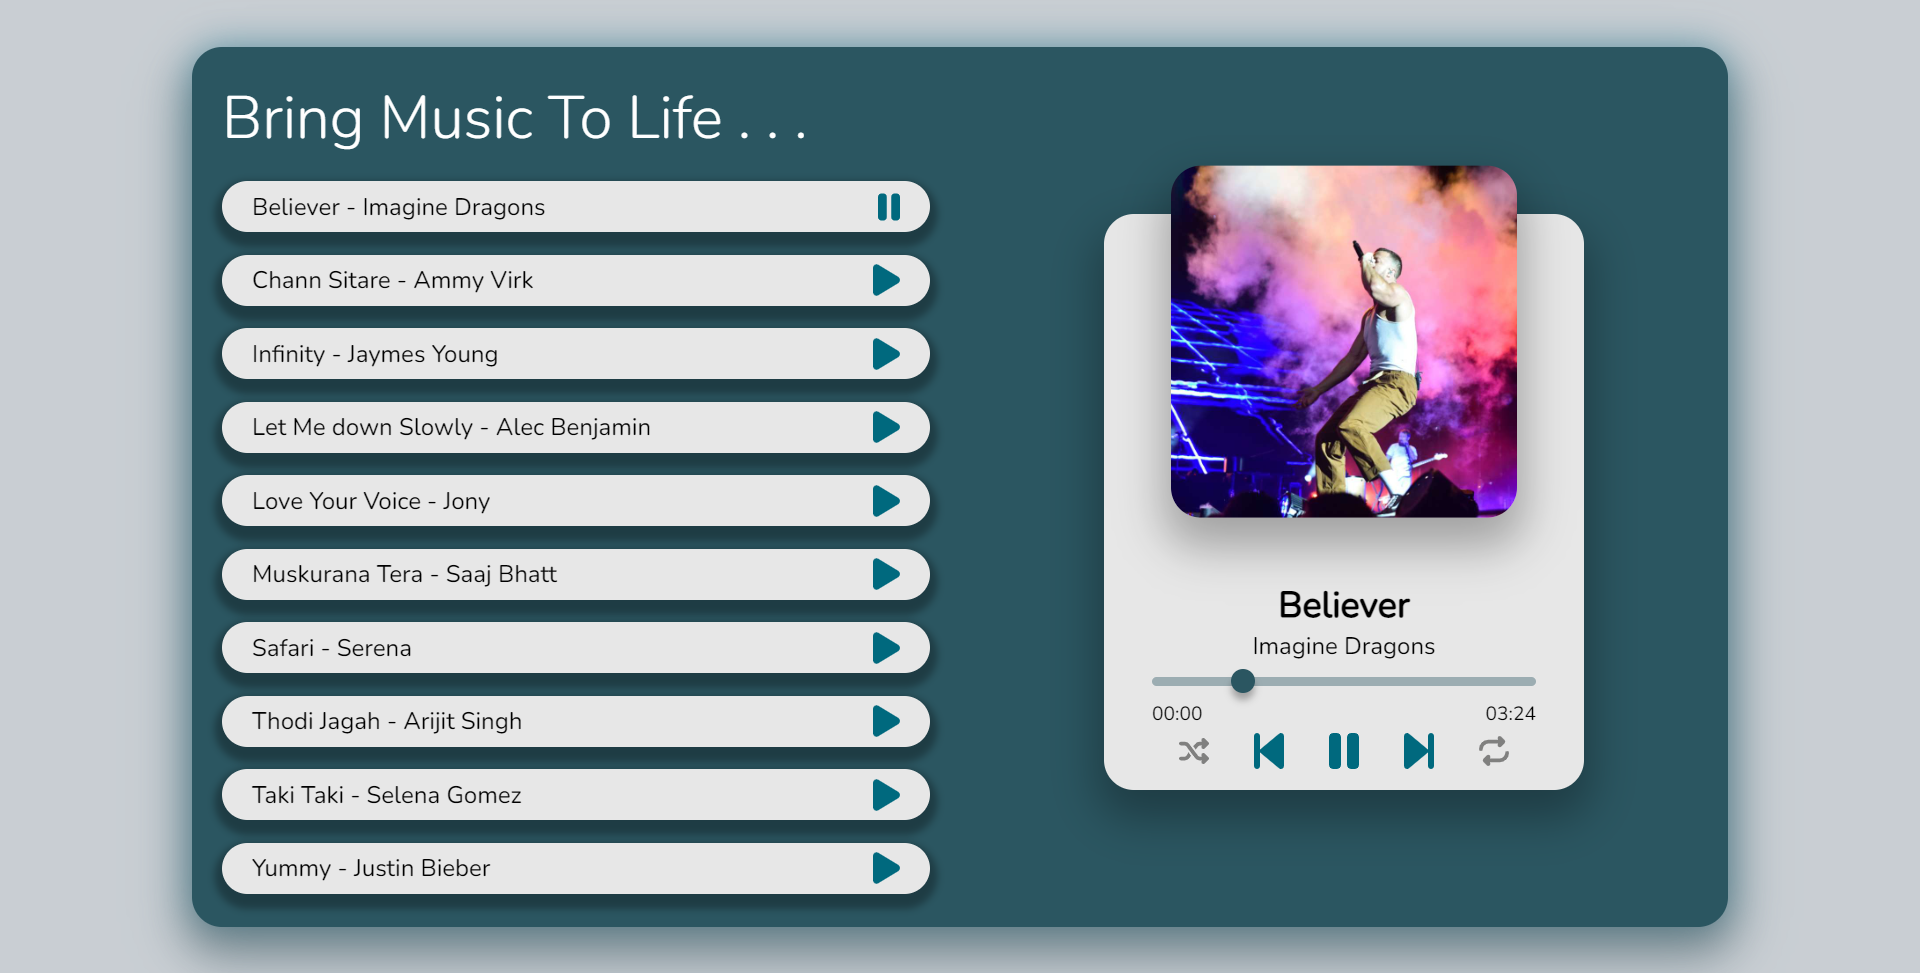 Bring Music To Life . . .
Believer - Imagine Dragons
Chann Sitare - Ammy Virk
Infinity - Jaymes Young
Let Me down Slowly - Alec Benjamin
Love Your Voice - Jony
Muskurana Tera - Saaj Bhatt
Safari - Serena
Thodi Jagah - Arijit Singh
Taki Taki - Selena Gomez
Yummy - Justin Bieber
Believer
Imagine Dragons
00:00 03:24